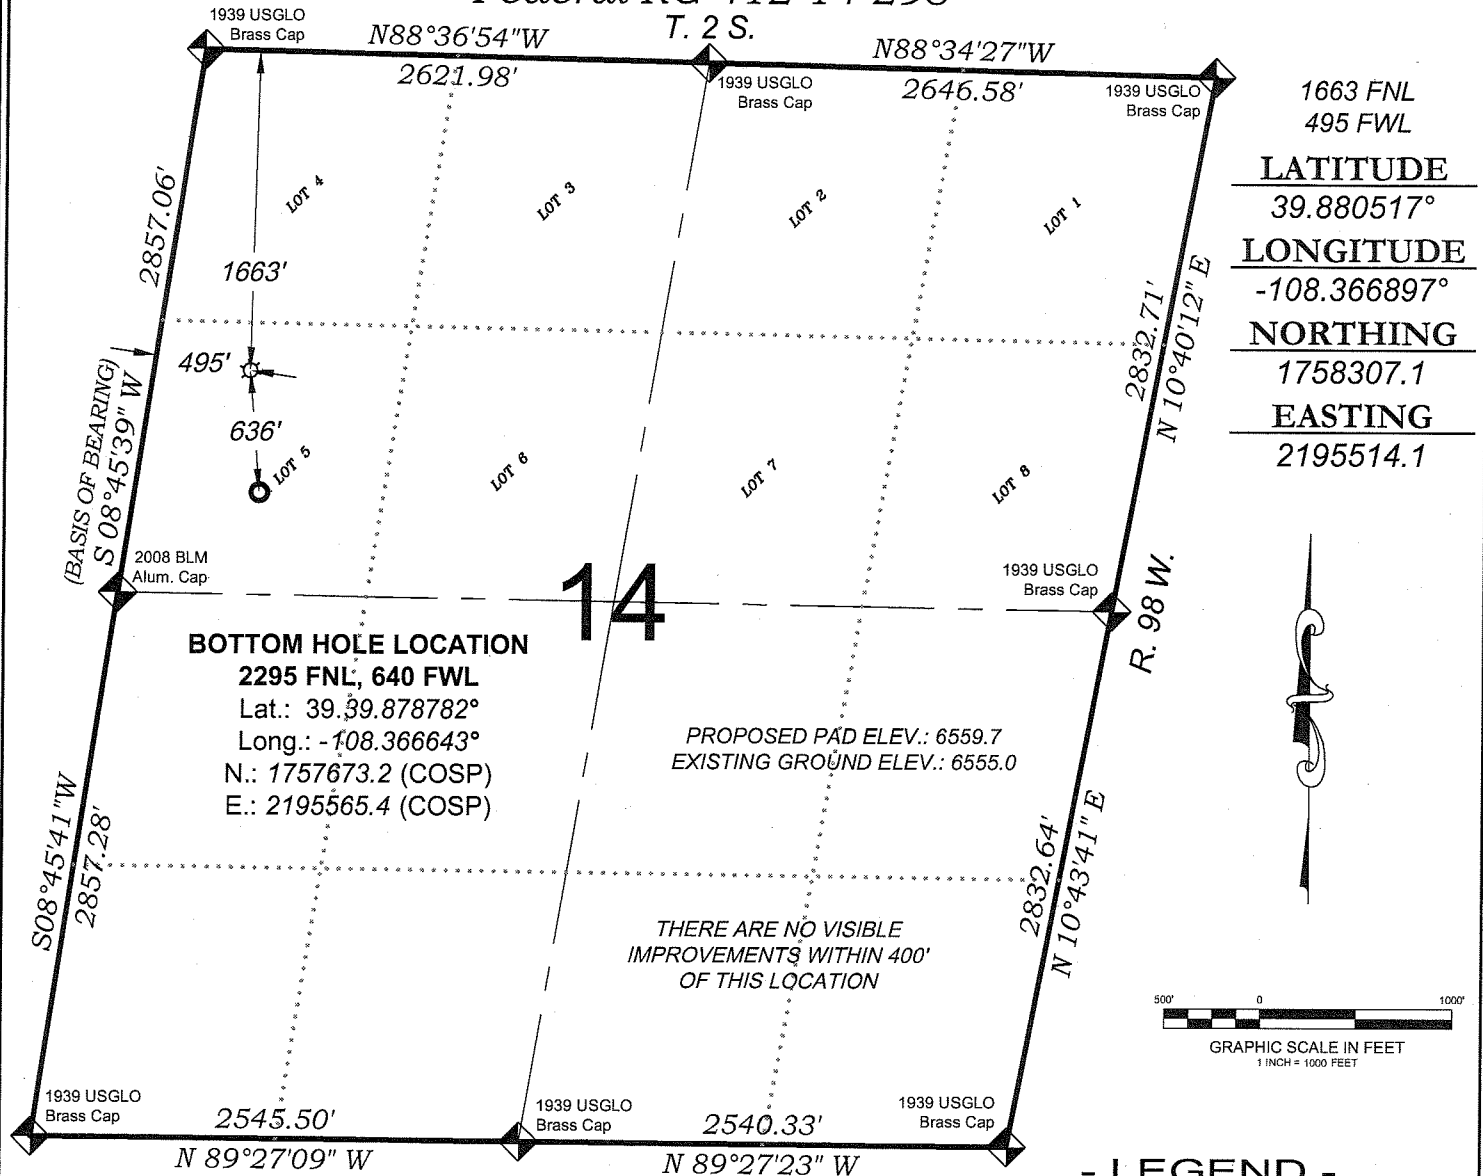 T. 2 S.
1939 USGLO
Brass Cap
N88°36'54"W
2621.98'
1939 USGLO
Brass Cap
N88°34'27"W
2646.58'
1939 USGLO
Brass Cap
1663 FNL
495 FWL
LATITUDE
39.880517°
LONGITUDE
-108.366897°
NORTHING
1758307.1
EASTING
2195514.1
2857.06'
LOT 4
LOT 3
LOT 2
LOT 1
1663'
2832.71'
N 10°40'12" E
495'
636'
(BASIS OF BEARING)
S 08°45'39" W
LOT 5
LOT 6
LOT 7
LOT 8
2008 BLM
Alum. Cap
14
1939 USGLO
Brass Cap
R. 98 W.
BOTTOM HOLE LOCATION
2295 FNL, 640 FWL
Lat.: 39.39.878782°
Long.: -108.366643°
N.: 1757673.2 (COSP)
E.: 2195565.4 (COSP)
PROPOSED PAD ELEV.: 6559.7
EXISTING GROUND ELEV.: 6555.0
S08°45'41"W
2857.28'
2832.64'
N 10°43'41" E
THERE ARE NO VISIBLE
IMPROVEMENTS WITHIN 400'
OF THIS LOCATION
500'
0
1000'
GRAPHIC SCALE IN FEET
1 INCH = 1000 FEET
1939 USGLO
Brass Cap
2545.50'
N 89°27'09" W
1939 USGLO
Brass Cap
2540.33'
N 89°27'23" W
1939 USGLO
Brass Cap
- LEGEND -